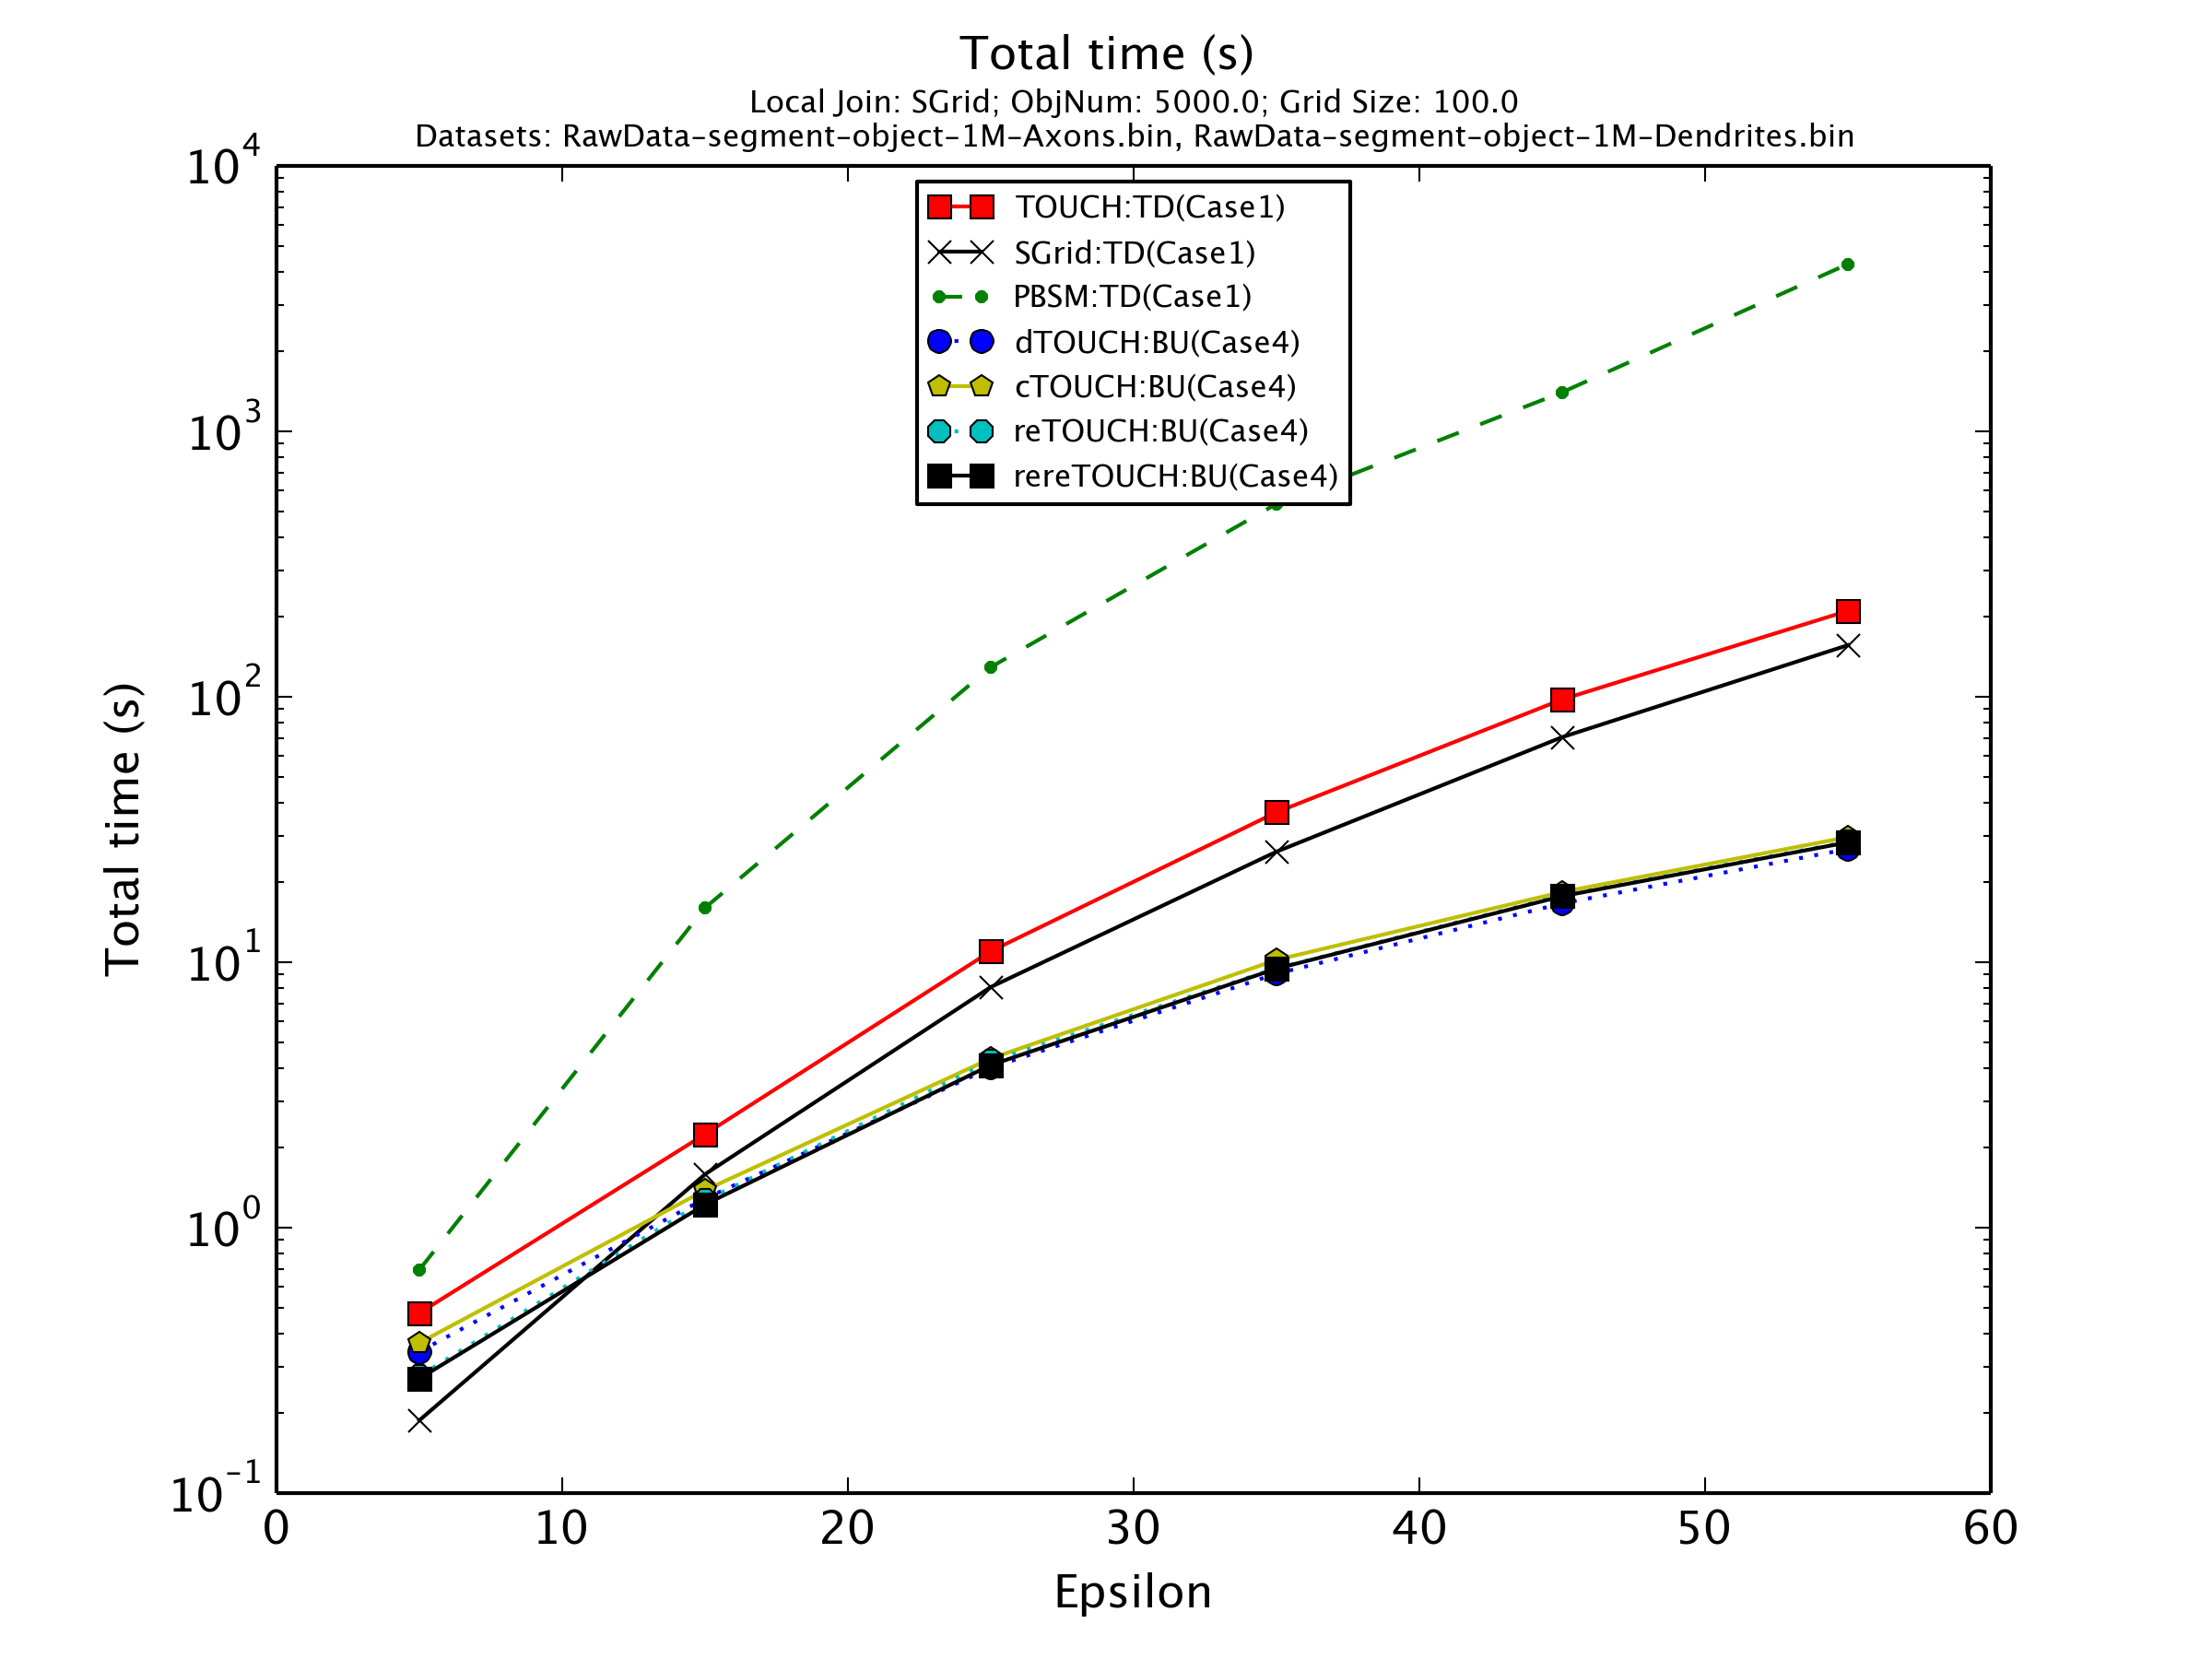 Total time (s)
Local Join: SGrid; ObjNum: 5000.0; Grid Size: 100.0
Datasets: RawData-segment-object-1M-Axons.bin, RawData-segment-object-1M-Dendrites.bin
TOUCH:TD(Case1)
SGrid:TD(Case1)
PBSM:TD(Case1)
dTOUCH:BU(Case4)
cTOUCH:BU(Case4)
reTOUCH:BU(Case4)
rereTOUCH:BU(Case4)
Total time (s)
10^4
10^3
10^2
10^1
10^0
10^-1
0 10 20 30 40 50 60
Epsilon